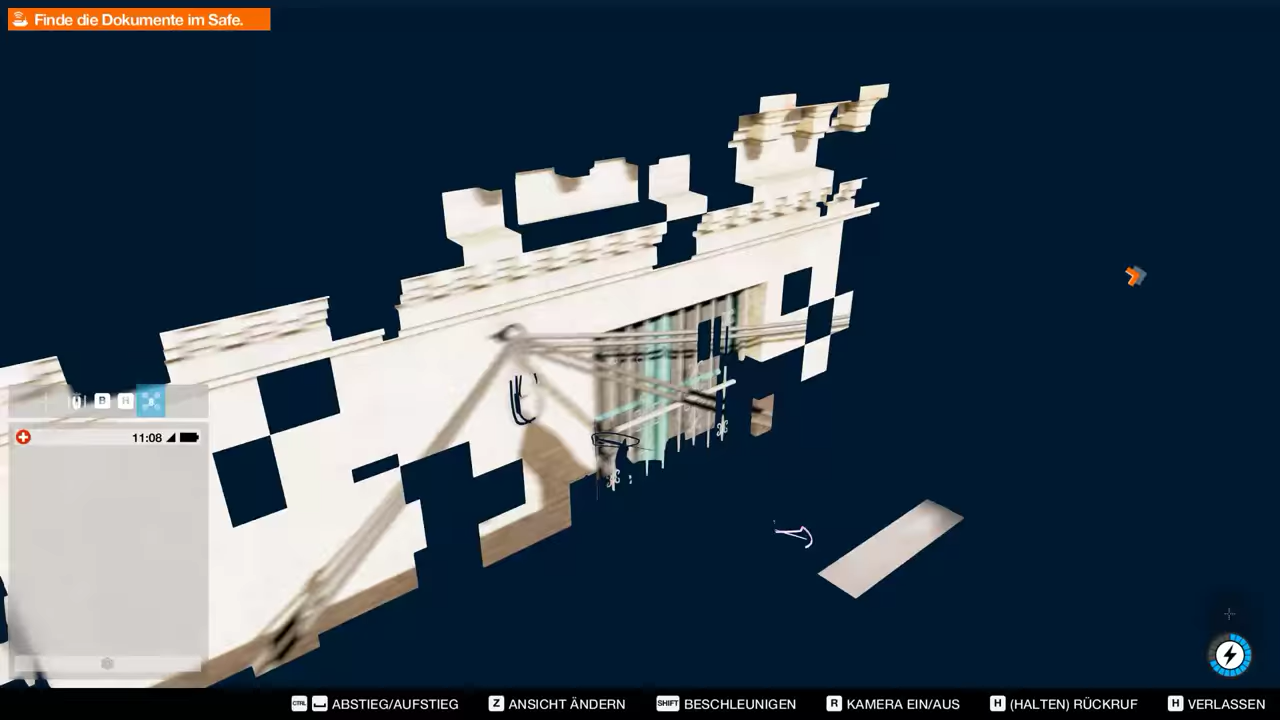 Finde die Dokumente im Safe.
B H
11:08
CTRL ABSTIEG/AUFSTIEG Z ANSICHT ÄNDERN SHIFT BESCHLEUNIGEN R KAMERA EIN/AUS H (HALTEN) RÜCKRUF H VERLASSEN